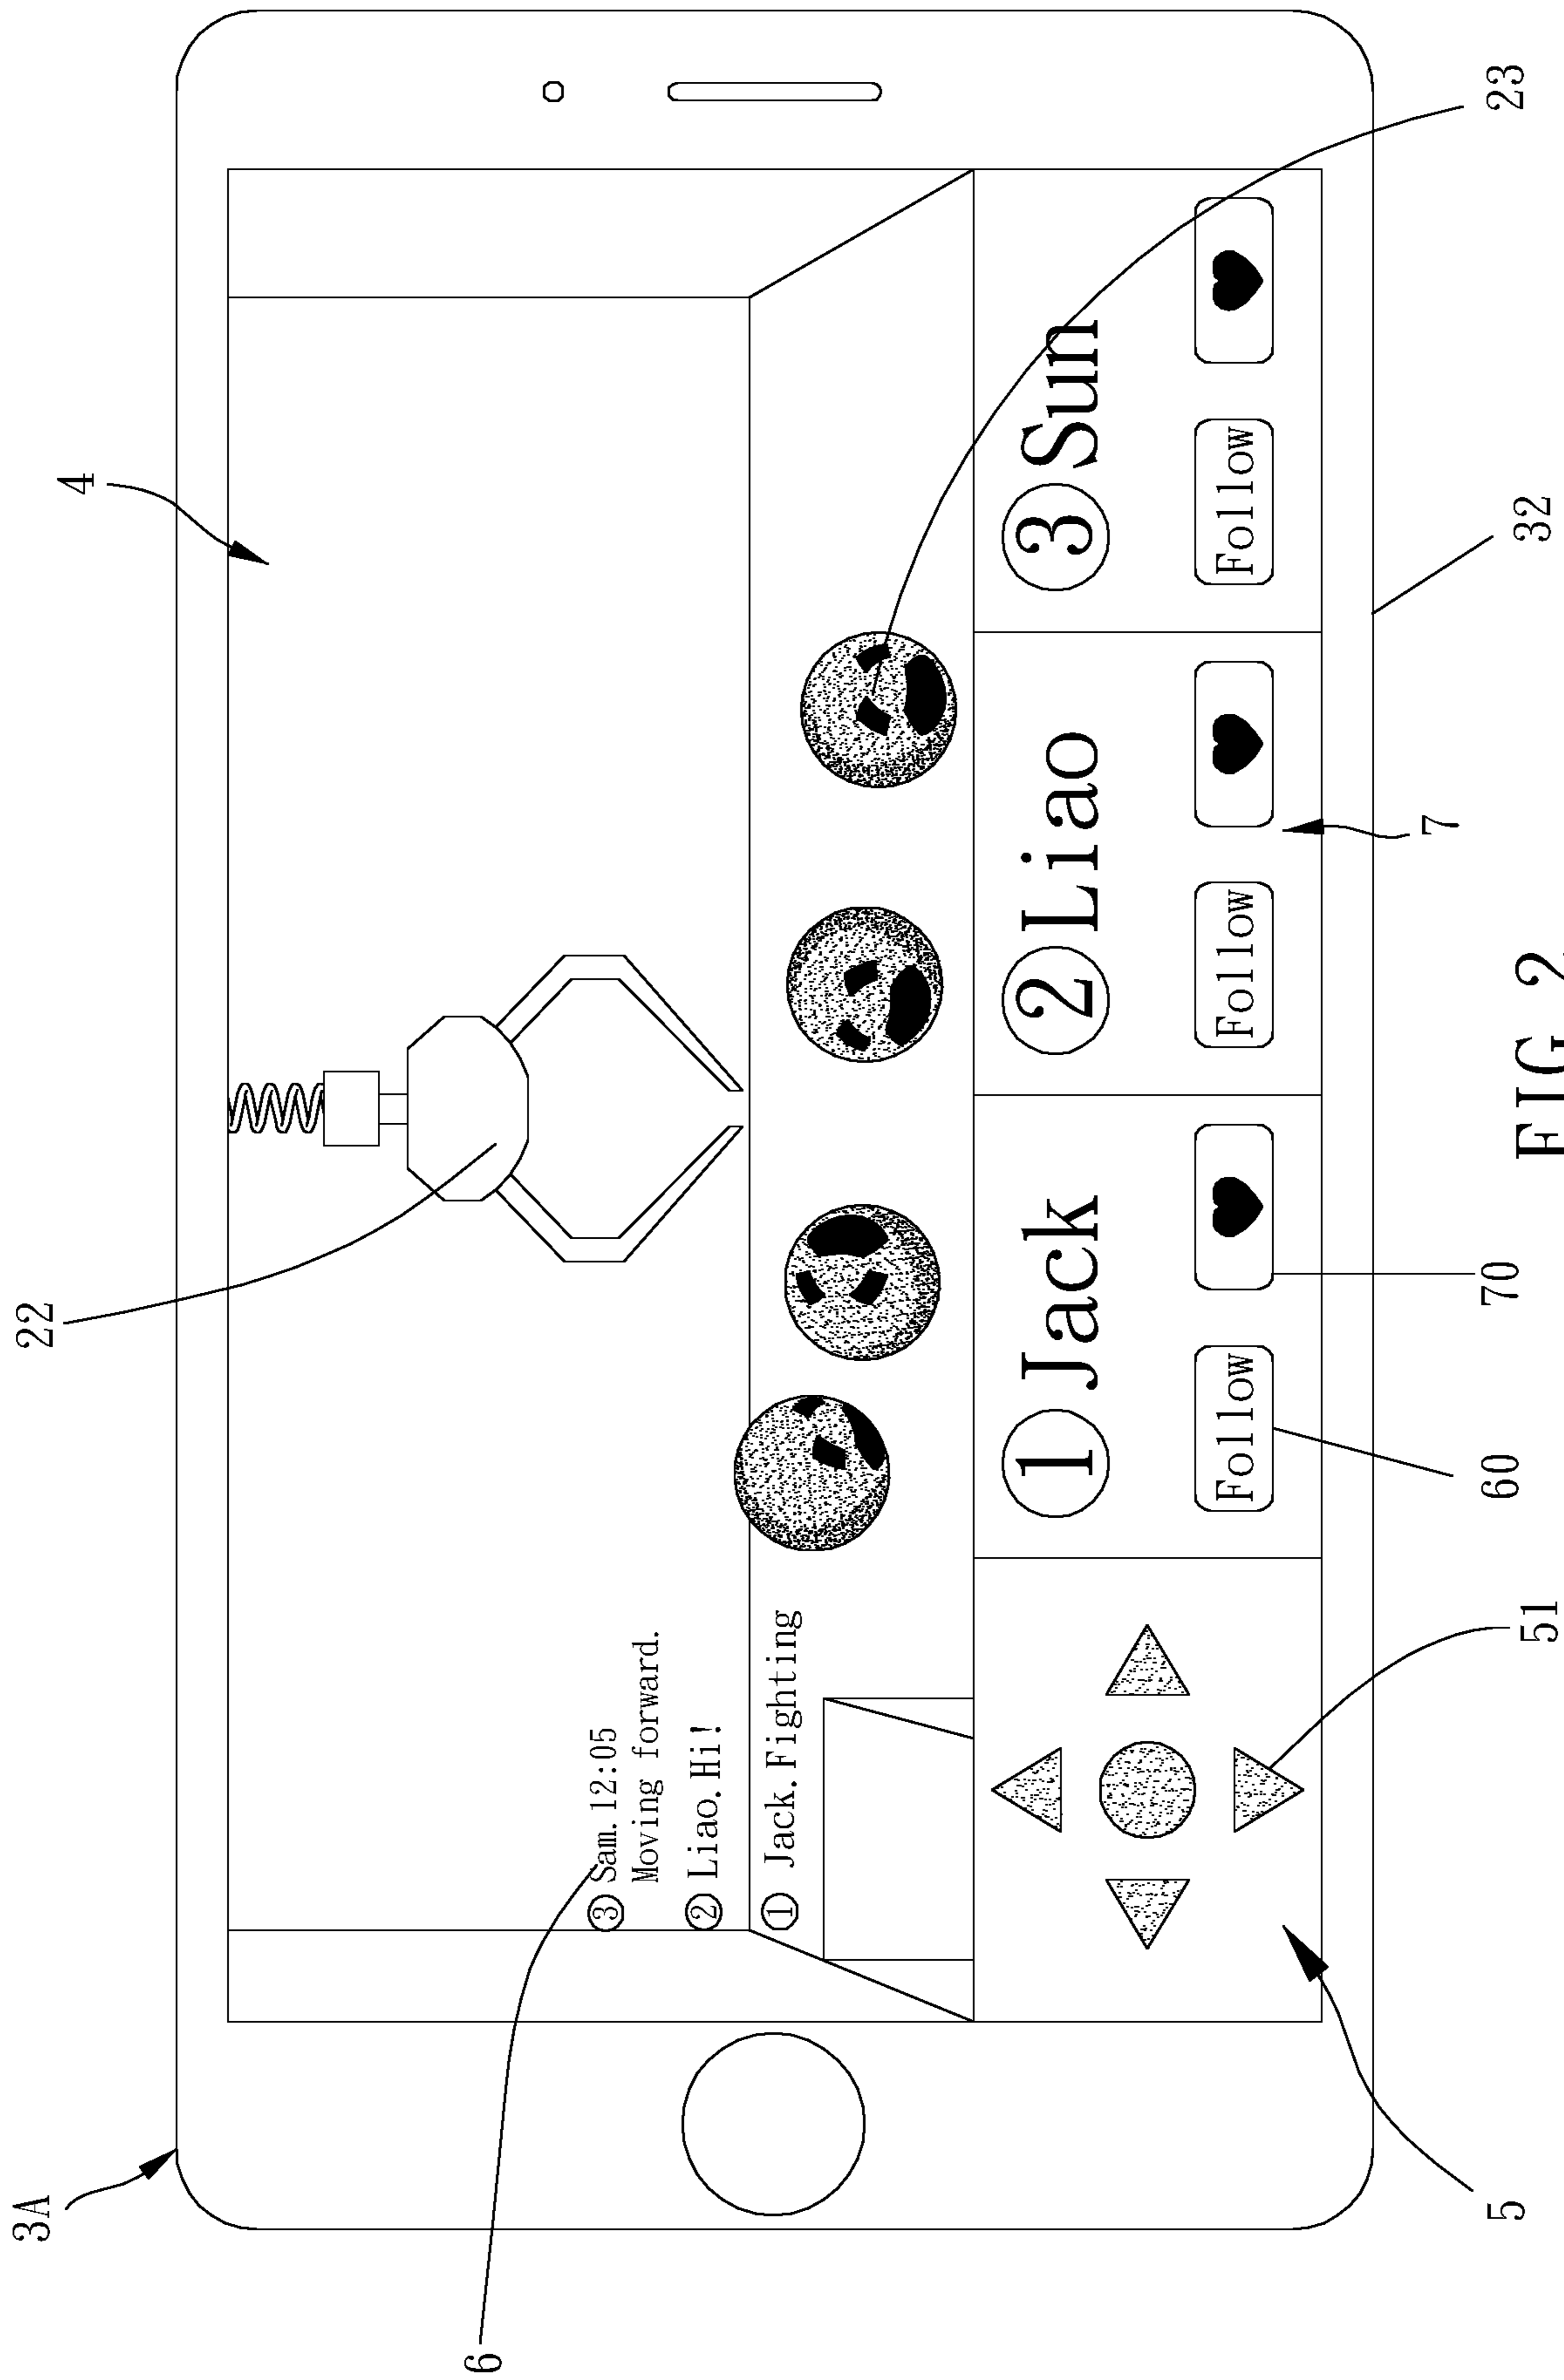 3A
22
4
6
③ Sam. 12:05
Moving forward.
② Liao. Hi!
① Jack. Fighting
① Jack
② Liao
③ Sun
Follow
Follow
Follow
5
51
60
70
7
32
23
FIG 2